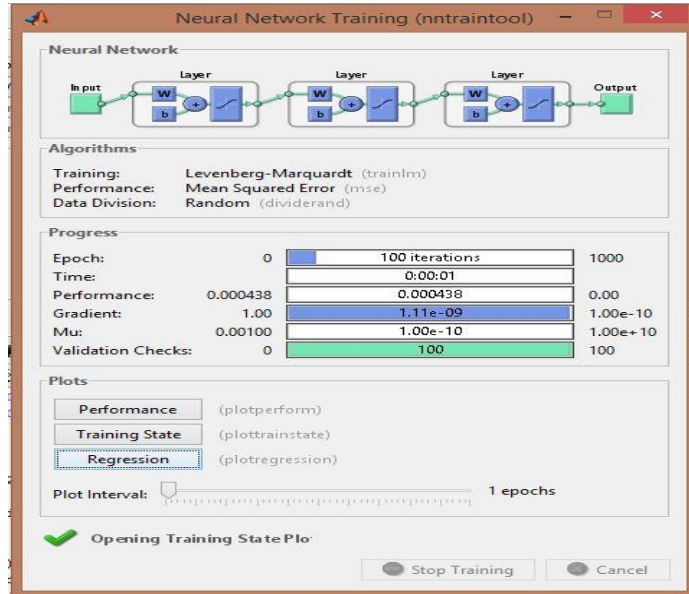 Neural Network Training (nntraintool)
Neural Network
Layer Layer Layer
Input W b + W b + W b + Output
Algorithms
Training: Levenberg-Marquardt (trainlm)
Performance: Mean Squared Error (mse)
Data Division: Random (dividerand)
Progress
Epoch: 0 100 iterations 1000
Time: 0:00:01
Performance: 0.000438 0.000438 0.00
Gradient: 1.00 1.11e-09 1.00e-10
Mu: 0.00100 1.00e-10 1.00e+10
Validation Checks: 0 100 100
Plots
Performance (plotperform)
Training State (plottrainstate)
Regression (plotregression)
Plot Interval: 1 epochs
Opening Training State Plo
Stop Training Cancel